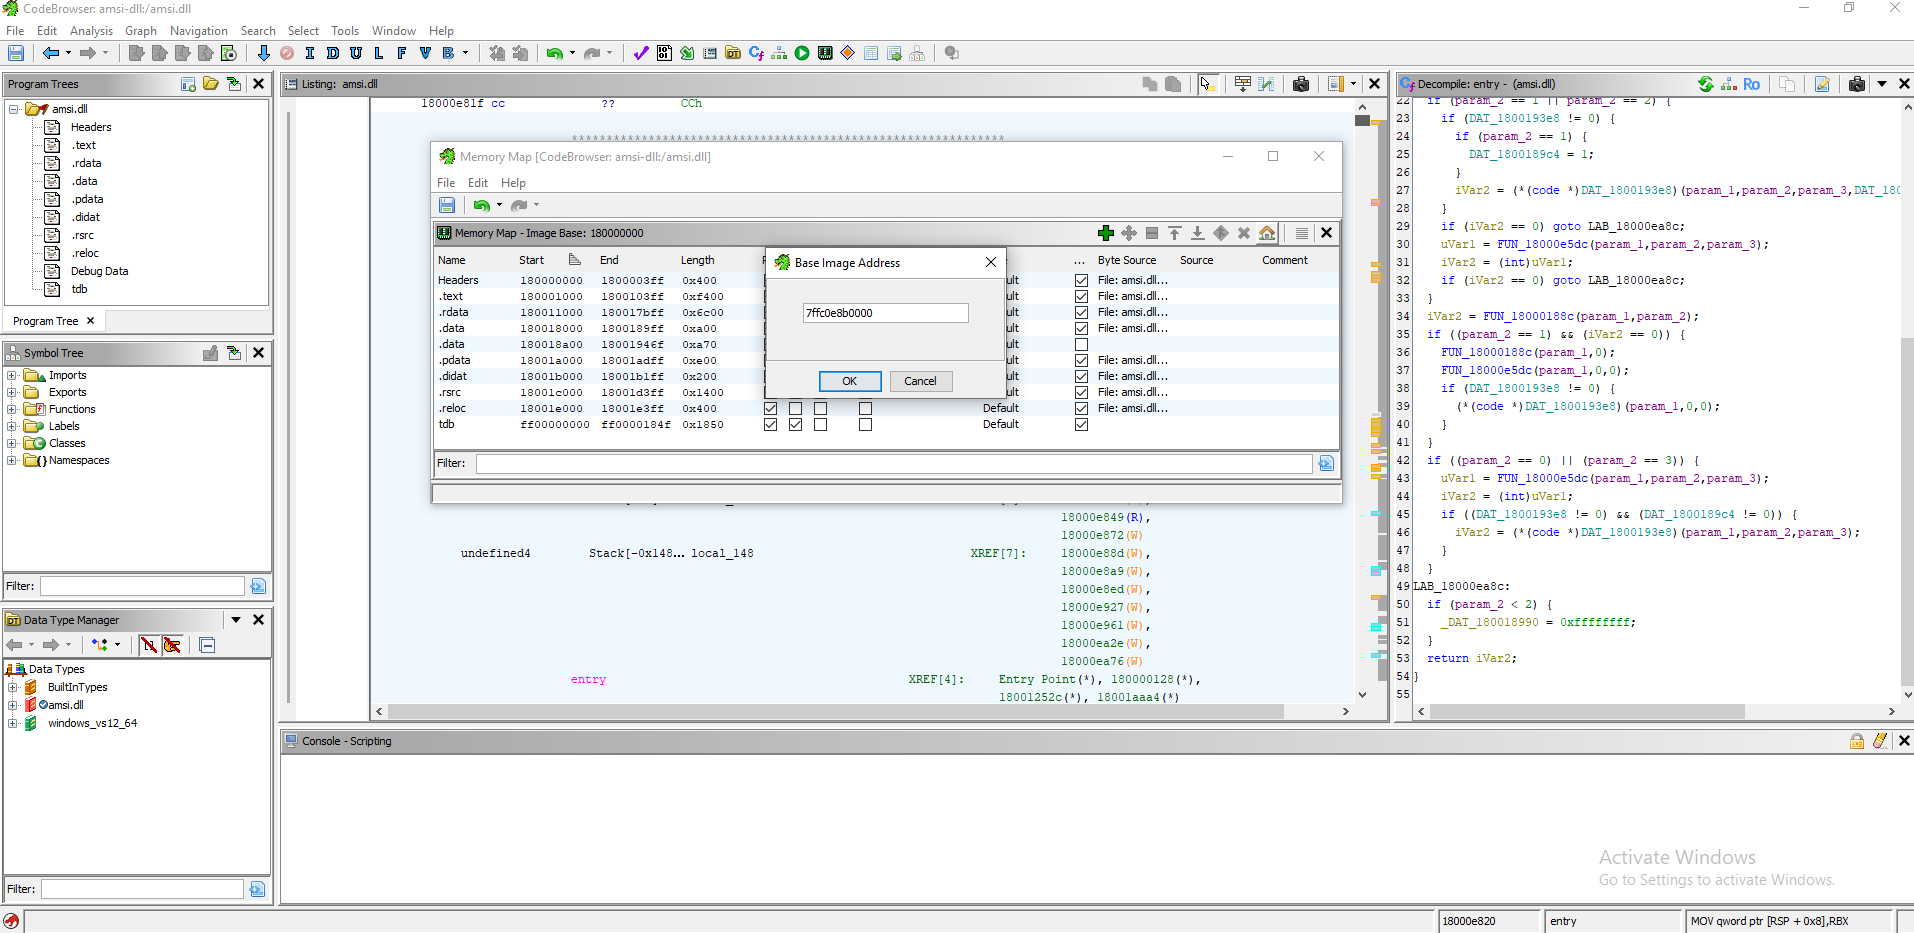 CodeBrowser: amsi-dll:/amsi.dll
File Edit Analysis Graph Navigation Search Select Tools Window Help
I D U L F V B
Program Trees
amsi.dll
Headers
.text
.rdata
.data
.pdata
.didat
.rsrc
.reloc
Debug Data
tdb
Program Tree
Symbol Tree
Imports
Exports
Functions
Labels
Classes
Namespaces
Filter:
Data Type Manager
Data Types
BuiltInTypes
amsi.dll
windows_vs12_64
Filter:
Listing: amsi.dll
18000e81f cc ?? CCh
************************************************************
Memory Map [CodeBrowser: amsi-dll:/amsi.dll]
File Edit Help
Memory Map - Image Base: 180000000
Name Start End Length ... Byte Source Source Comment
Headers 180000000 1800003ff 0x400 ult File: amsi.dll...
.text 180001000 1800103ff 0xf400 ult File: amsi.dll...
.rdata 180011000 180017bff 0x6c00 ult File: amsi.dll...
.data 180018000 1800189ff 0xa00 ult File: amsi.dll...
.data 180018a00 18001946f 0xa70 ult
.pdata 18001a000 18001adff 0xe00 ult File: amsi.dll...
.didat 18001b000 18001b1ff 0x200 ult File: amsi.dll...
.rsrc 18001c000 18001d3ff 0x1400 ult File: amsi.dll...
.reloc 18001e000 18001e3ff 0x400 Default File: amsi.dll...
tdb ff00000000 ff0000184f 0x1850 Default
Filter:
Base Image Address
7ffc0e8b0000
OK Cancel
18000e849(R),
18000e872(W)
undefined4 Stack[-0x148... local_148 XREF[7]: 18000e88d(W),
18000e8a9(W),
18000e8ed(W),
18000e927(W),
18000e961(W),
18000ea2e(W),
18000ea76(W)
entry XREF[4]: Entry Point(*), 180000128(*),
18001252c(*), 18001aaa4(*)
Decompile: entry - (amsi.dll)
22 if (param_2 == 1 || param_2 == 2) {
23 if (DAT_1800193e8 != 0) {
24 if (param_2 == 1) {
25 DAT_1800189c4 = 1;
26 }
27 iVar2 = (*(code *)DAT_1800193e8)(param_1,param_2,param_3,DAT_180
28 }
29 if (iVar2 == 0) goto LAB_18000ea8c;
30 uVar1 = FUN_18000e5dc(param_1,param_2,param_3);
31 iVar2 = (int)uVar1;
32 if (iVar2 == 0) goto LAB_18000ea8c;
33 }
34 iVar2 = FUN_18000188c(param_1,param_2);
35 if ((param_2 == 1) && (iVar2 == 0)) {
36 FUN_18000188c(param_1,0);
37 FUN_18000e5dc(param_1,0,0);
38 if (DAT_1800193e8 != 0) {
39 (*(code *)DAT_1800193e8)(param_1,0,0);
40 }
41 }
42 if ((param_2 == 0) || (param_2 == 3)) {
43 uVar1 = FUN_18000e5dc(param_1,param_2,param_3);
44 iVar2 = (int)uVar1;
45 if ((DAT_1800193e8 != 0) && (DAT_1800189c4 != 0)) {
46 iVar2 = (*(code *)DAT_1800193e8)(param_1,param_2,param_3);
47 }
48 }
49 LAB_18000ea8c:
50 if (param_2 < 2) {
51 _DAT_180018990 = 0xffffffff;
52 }
53 return iVar2;
54 }
55
Console - Scripting
Activate Windows
Go to Settings to activate Windows.
18000e820 entry MOV qword ptr [RSP + 0x8],RBX